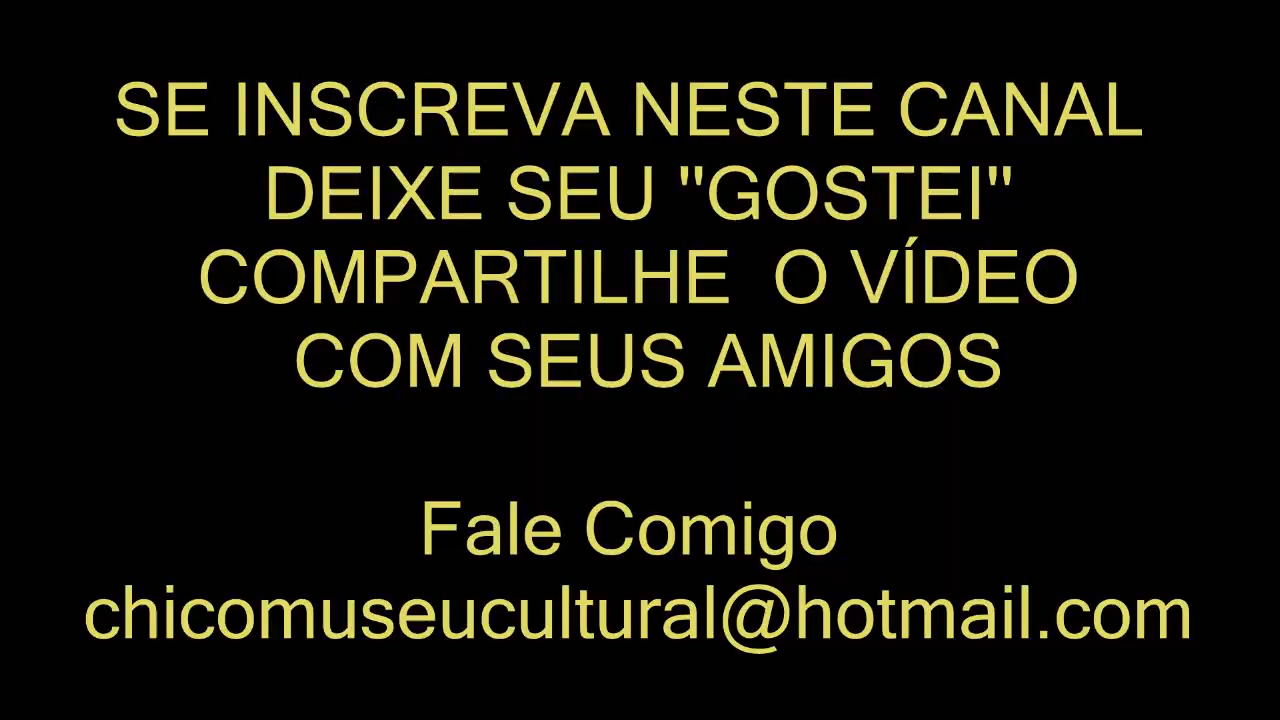 SE INSCREVA NESTE CANAL
DEIXE SEU "GOSTEI"
COMPARTILHE  O VÍDEO
COM SEUS AMIGOS
Fale Comigo
chicomuseucultural@hotmail.com